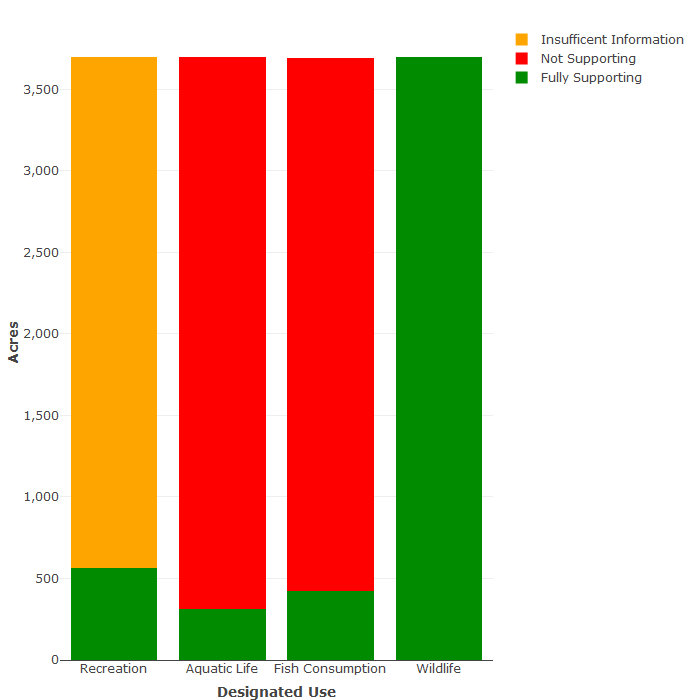 Insufficent Information
Not Supporting
Fully Supporting
3,500
3,000
2,500
2,000
1,500
1,000
500
0
Acres
Recreation Aquatic Life Fish Consumption Wildlife
Designated Use